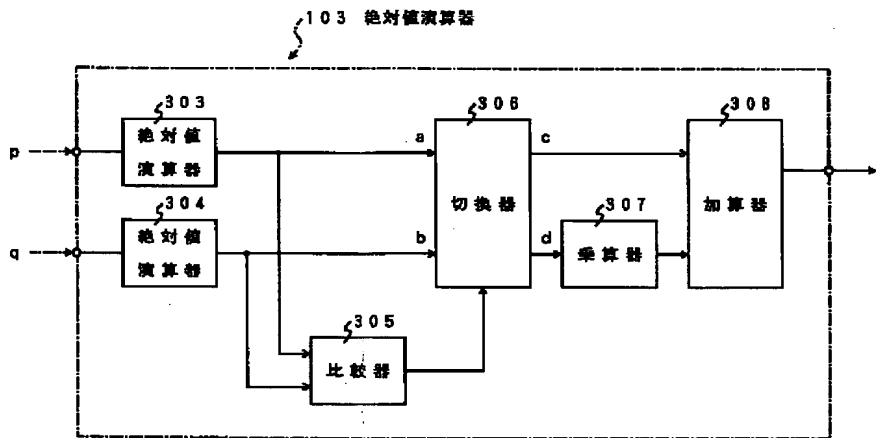 103 絶対値演算器
303
絶対値
演算器
p
304
絶対値
演算器
q
a
b
305
比較器
306
切換器
c
d
307
乗算器
308
加算器